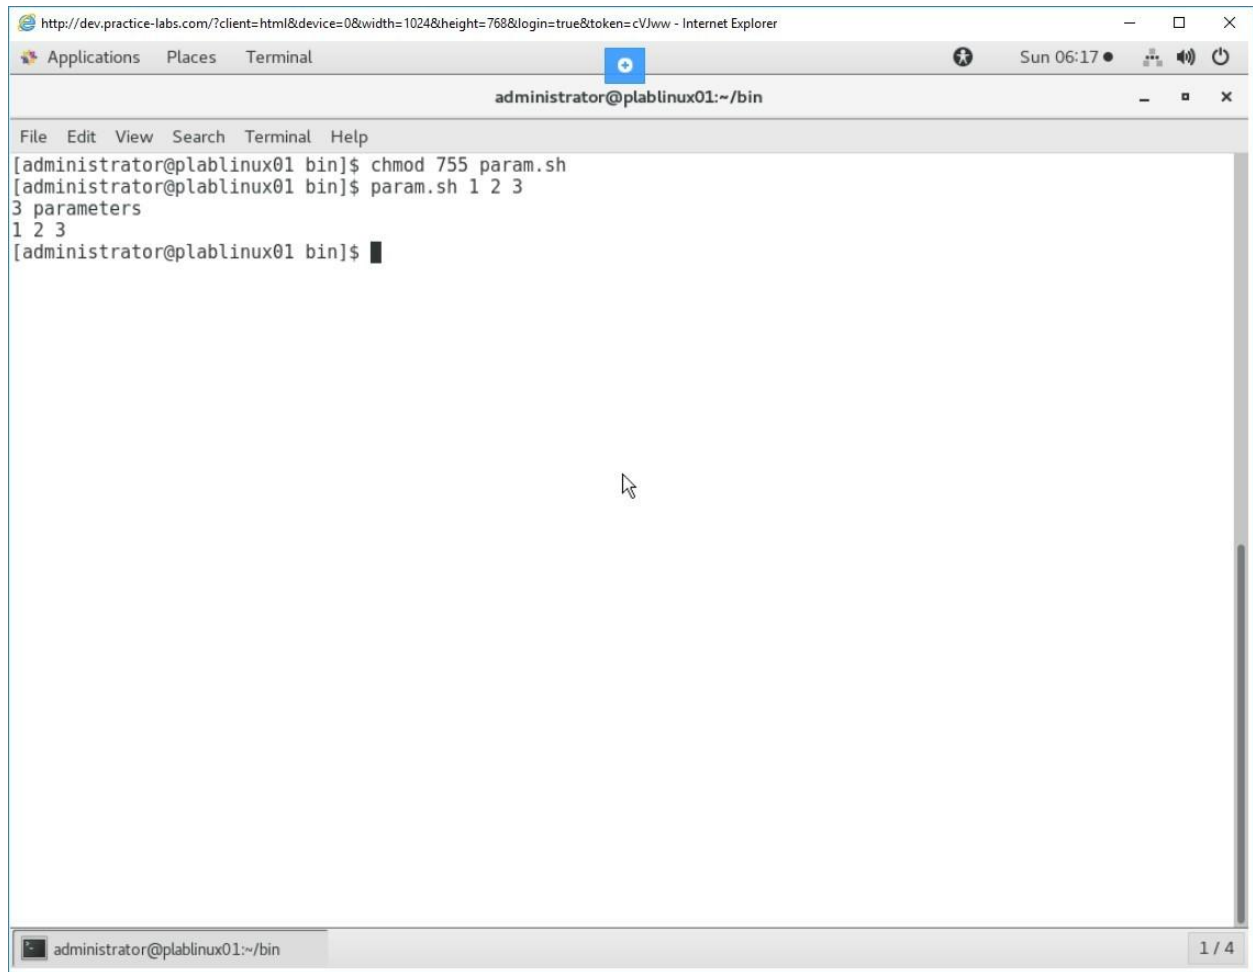 http://dev.practice-labs.com/?client=html&device=0&width=1024&height=768&login=true&token=cVJww - Internet Explorer
Applications Places Terminal Sun 06:17
administrator@plablinux01:~/bin
File Edit View Search Terminal Help
[administrator@plablinux01 bin]$ chmod 755 param.sh
[administrator@plablinux01 bin]$ param.sh 1 2 3
3 parameters
1 2 3
[administrator@plablinux01 bin]$
administrator@plablinux01:~/bin 1 / 4